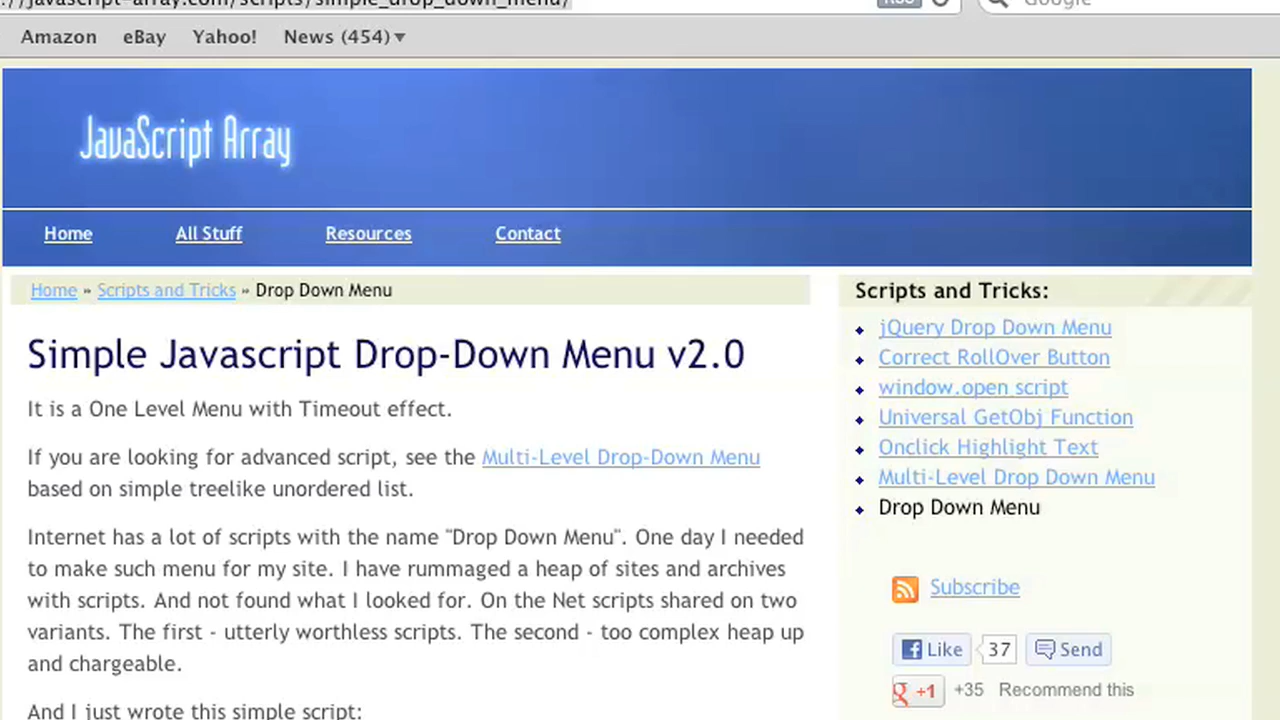 ://javascript-array.com/scripts/simple_drop_down_menu/
RSS
Google
Amazon eBay Yahoo! News (454)
JavaScript Array
Home All Stuff Resources Contact
Home » Scripts and Tricks » Drop Down Menu
Simple Javascript Drop-Down Menu v2.0
It is a One Level Menu with Timeout effect.
If you are looking for advanced script, see the Multi-Level Drop-Down Menu
based on simple treelike unordered list.
Internet has a lot of scripts with the name "Drop Down Menu". One day I needed
to make such menu for my site. I have rummaged a heap of sites and archives
with scripts. And not found what I looked for. On the Net scripts shared on two
variants. The first - utterly worthless scripts. The second - too complex heap up
and chargeable.
And I just wrote this simple script:
Scripts and Tricks:
jQuery Drop Down Menu
Correct RollOver Button
window.open script
Universal GetObj Function
Onclick Highlight Text
Multi-Level Drop Down Menu
Drop Down Menu
Subscribe
Like 37 Send
+1 +35 Recommend this